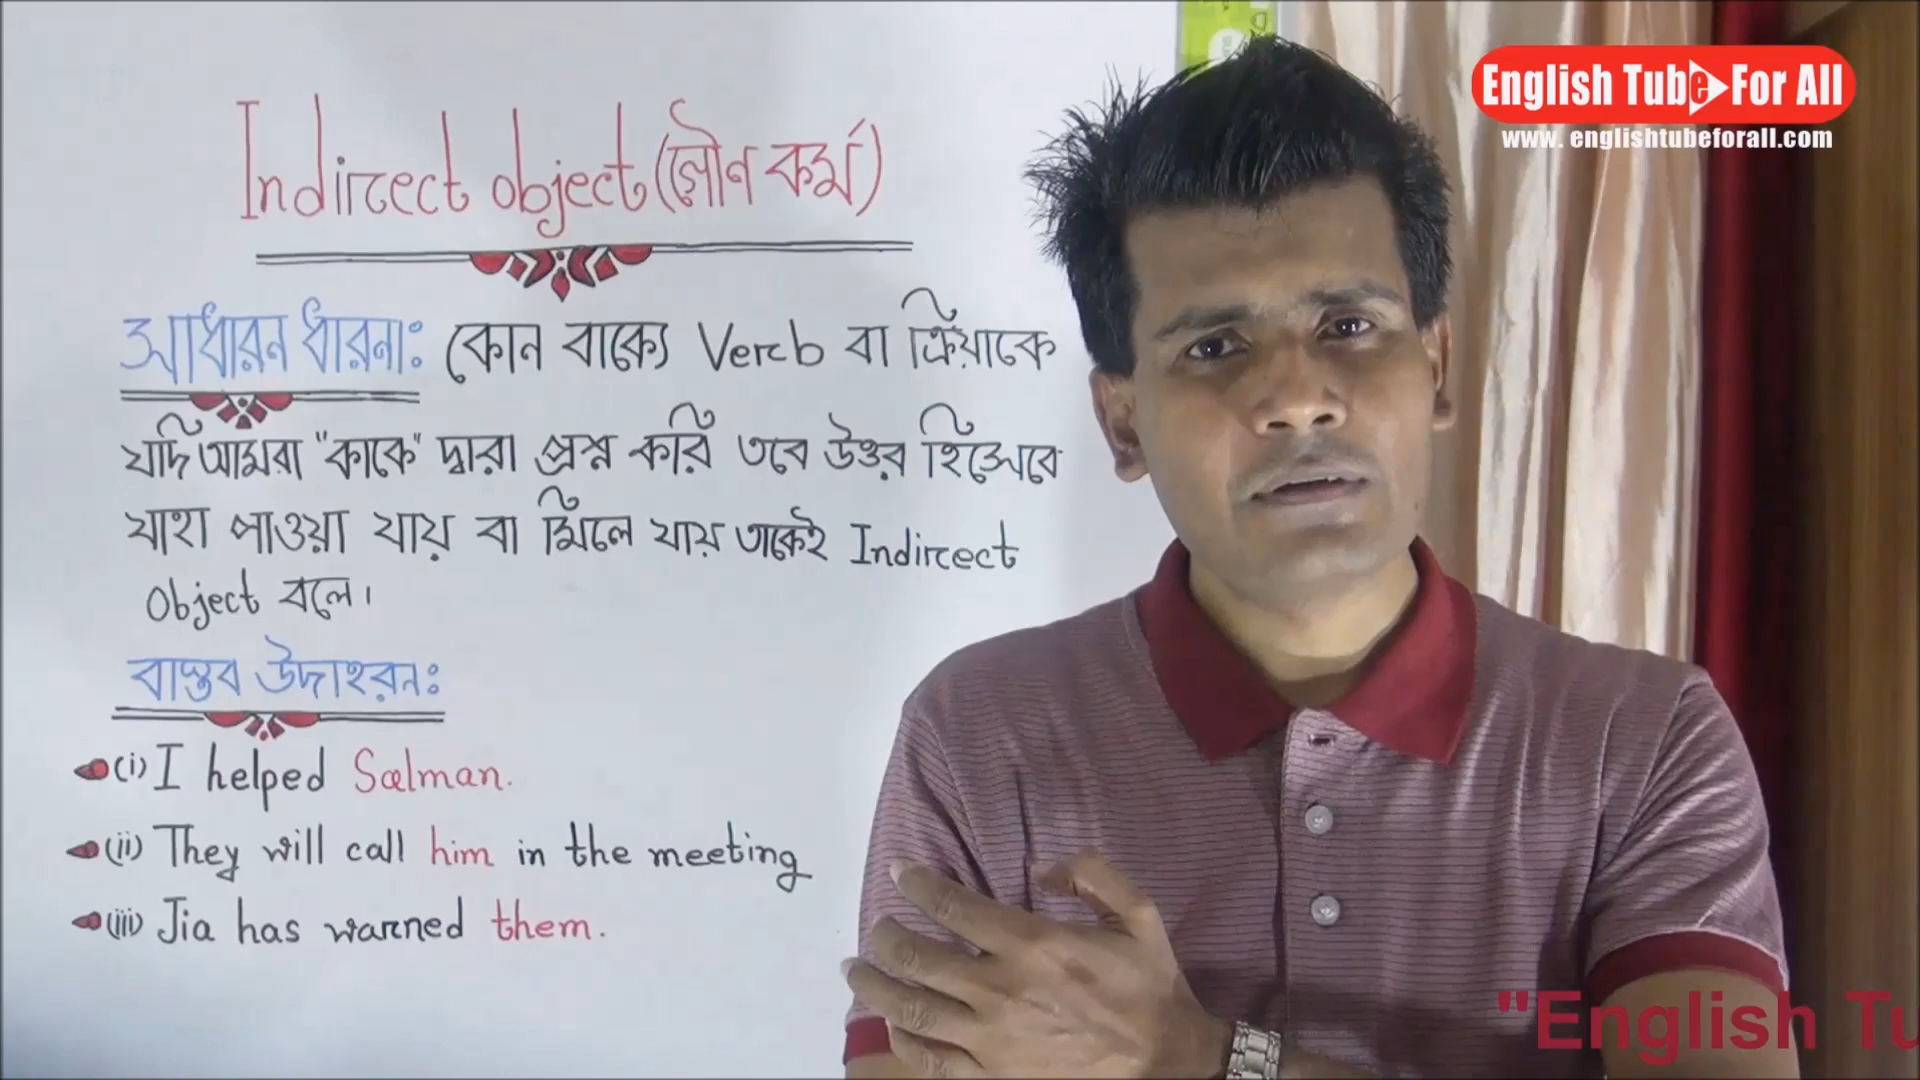 Indirect object (গৌন কর্ম)
সাধারন ধারনাঃ কোন বাক্যে Verb বা ক্রিয়াকে
যদি আমরা "কাকে" দ্বারা প্রশ্ন করি তবে উত্তর হিসেবে
যাহা পাওয়া যায় বা মিলে যায় তাকেই Indirect
Object বলে।
বাস্তব উদাহরনঃ
(i) I helped Salman.
(ii) They will call him in the meeting
(iii) Jia has warned them.
English Tube For All
www. englishtubeforall.com
"English Tu